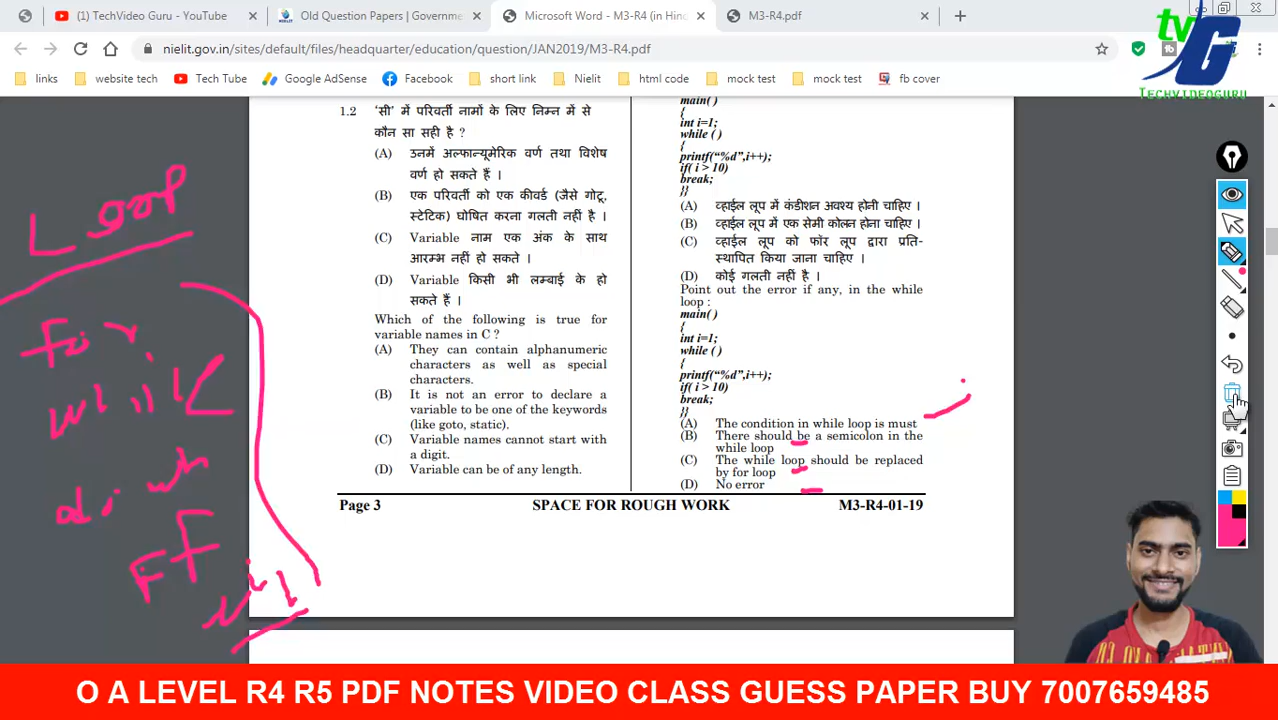 (1) TechVideo Guru - YouTube
Old Question Papers | Governme
Microsoft Word - M3-R4 (in Hind
M3-R4.pdf
nielit.gov.in/sites/default/files/headquarter/education/question/JAN2019/M3-R4.pdf
links
website tech
Tech Tube
Google AdSense
Facebook
short link
Nielit
html code
mock test
mock test
fb cover
tv
G
TECHVIDEOGURU
Loop
for
while
1.2 'सी' में परिवर्ती नामों के लिए निम्न में से
कौन सा सही है ?
(A) उनमें अल्फान्यूमेरिक वर्ण तथा विशेष
वर्ण हो सकते हैं ।
(B) एक परिवर्ती को एक कीवर्ड (जैसे गोटू,
स्टेटिक) घोषित करना गलती नहीं है ।
(C) Variable नाम एक अंक के साथ
आरम्भ नहीं हो सकते ।
(D) Variable किसी भी लम्बाई के हो
सकते हैं ।
Which of the following is true for
variable names in C ?
(A) They can contain alphanumeric
characters as well as special
characters.
(B) It is not an error to declare a
variable to be one of the keywords
(like goto, static).
(C) Variable names cannot start with
a digit.
(D) Variable can be of any length.
main( )
{
int i=1;
while ( )
{
printf("%d",i++);
if( i > 10)
break;
}}
(A) व्हाईल लूप में कंडीशन अवश्य होनी चाहिए ।
(B) व्हाईल लूप में एक सेमी कोलन होना चाहिए ।
(C) व्हाईल लूप को फॉर लूप द्वारा प्रति-
स्थापित किया जाना चाहिए ।
(D) कोई गलती नहीं है ।
Point out the error if any, in the while
loop :
main( )
{
int i=1;
while ( )
{
printf("%d",i++);
if( i > 10)
break;
}}
(A) The condition in while loop is must
(B) There should be a semicolon in the
while loop
(C) The while loop should be replaced
by for loop
(D) No error
Page 3 SPACE FOR ROUGH WORK M3-R4-01-19
O A LEVEL R4 R5 PDF NOTES VIDEO CLASS GUESS PAPER BUY 7007659485